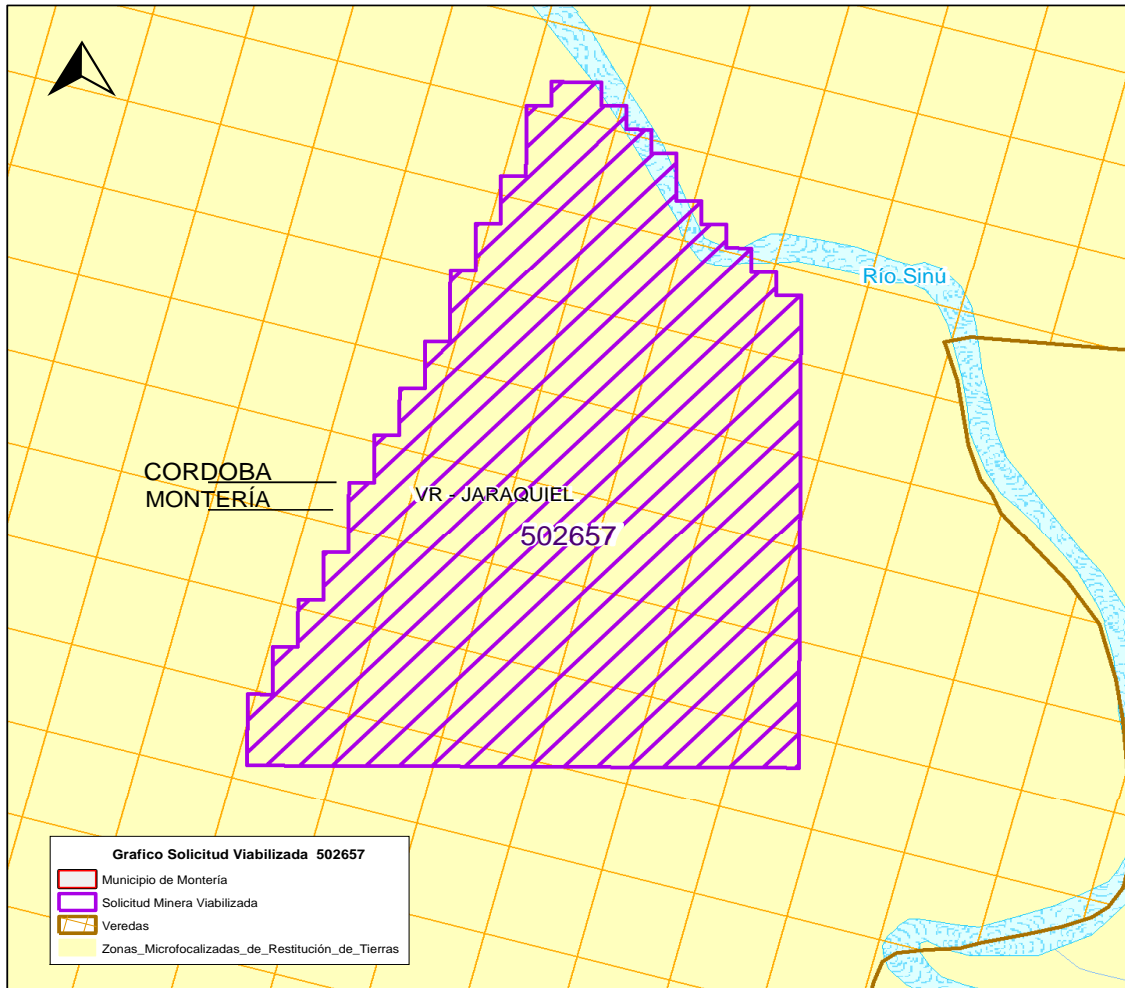 Río Sinú
CORDOBA
MONTERÍA
VR - JARAQUIEL
502657
Grafico Solicitud Viabilizada 502657
Municipio de Montería
Solicitud Minera Viabilizada
Veredas
Zonas_Microfocalizadas_de_Restitución_de_Tierras